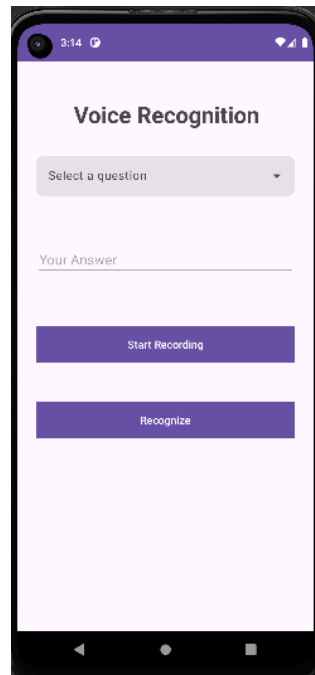 3:14
Voice Recognition
Select a question
Your Answer
Start Recording
Recognize